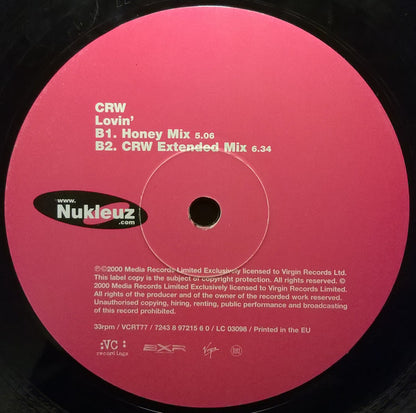 CRW
Lovin'
B1. Honey Mix 5.06
B2. CRW Extended Mix 6.34
www.
Nukleuz
.com
℗©2000 Media Records Limited Exclusively licensed to Virgin Records Ltd.
This label copy is the subject of copyright protection. All rights reserved. ©
2000 Media Records Limited Exclusively licensed to Virgin Records Limited.
All rights of the producer and of the owner of the recorded work reserved.
Unauthorised copying, hiring, renting, public performance and broadcasting
of this record prohibited.
33rpm / VCRT77 / 7243 8 97215 6 0 / LC 03098 / Printed in the EU
:VC:
recordings
EXR
Virgin